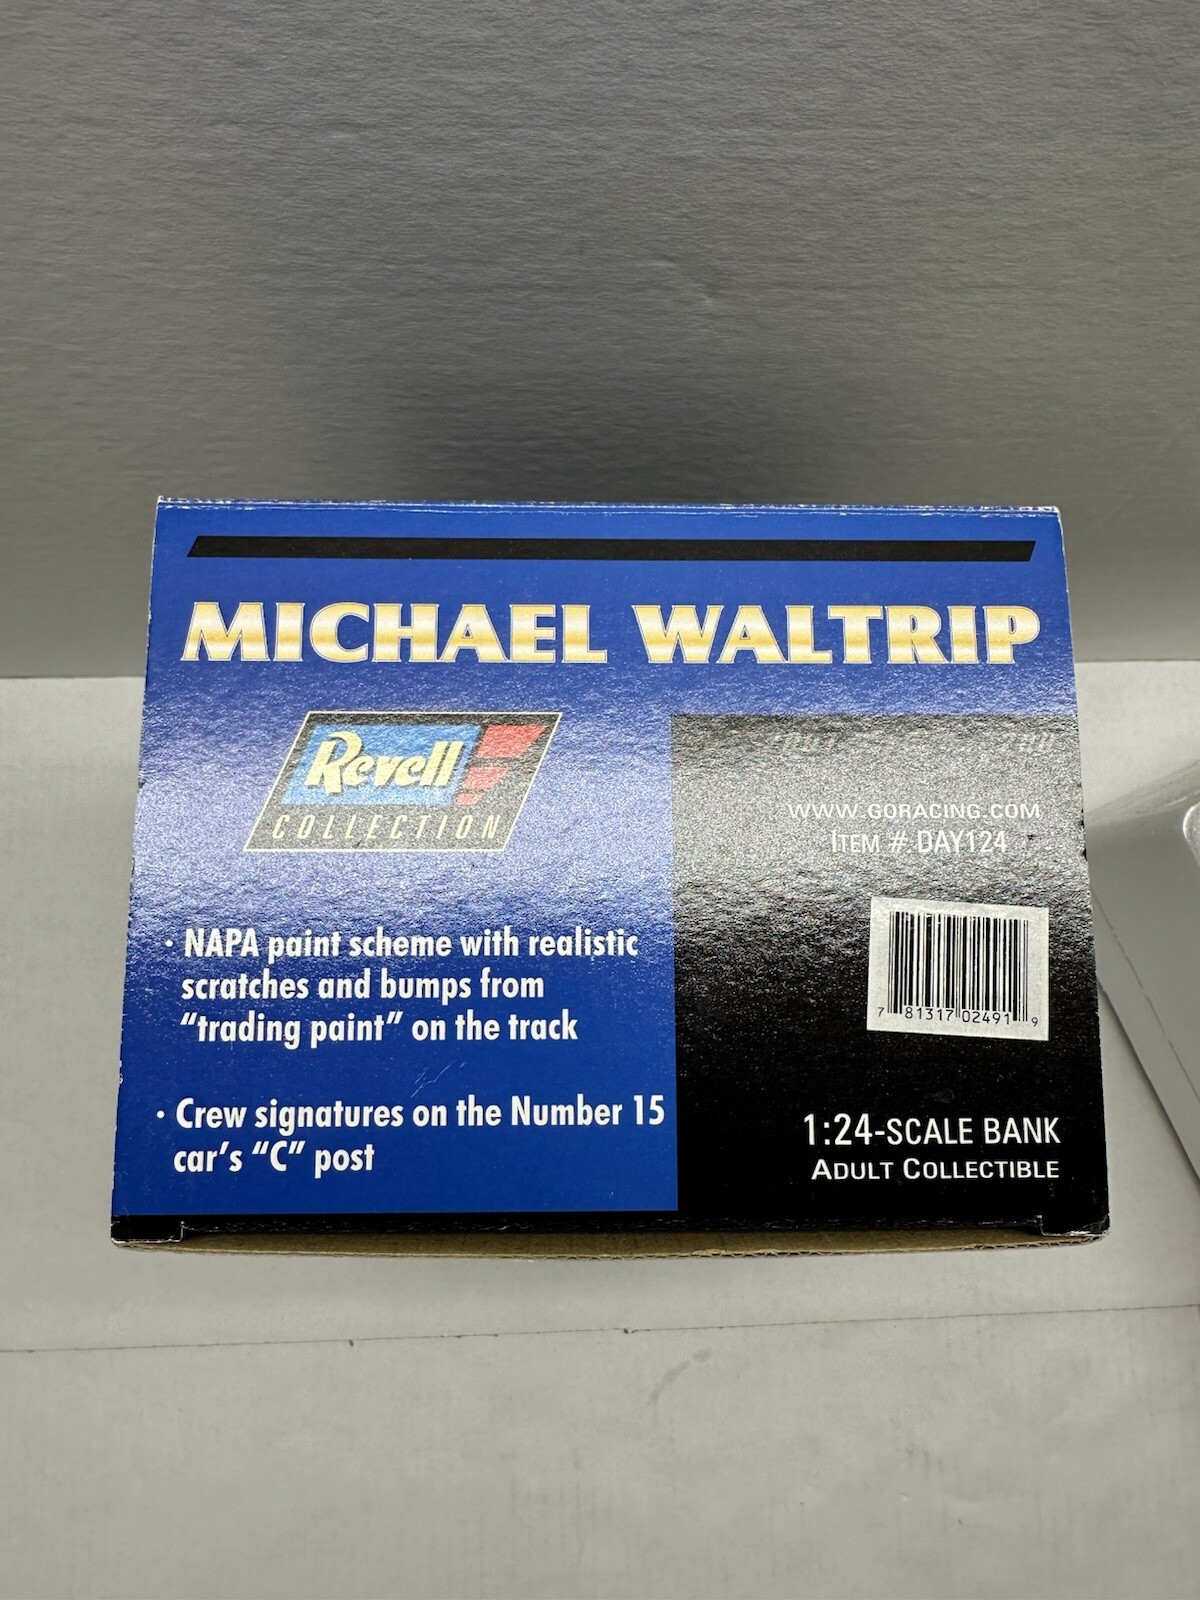 MICHAEL WALTRIP
Revell
COLLECTION
WWW.GORACING.COM
ITEM # DAY124
· NAPA paint scheme with realistic
scratches and bumps from
“trading paint” on the track
7 81317 02491 9
· Crew signatures on the Number 15
car’s “C” post
1:24-SCALE BANK
ADULT COLLECTIBLE